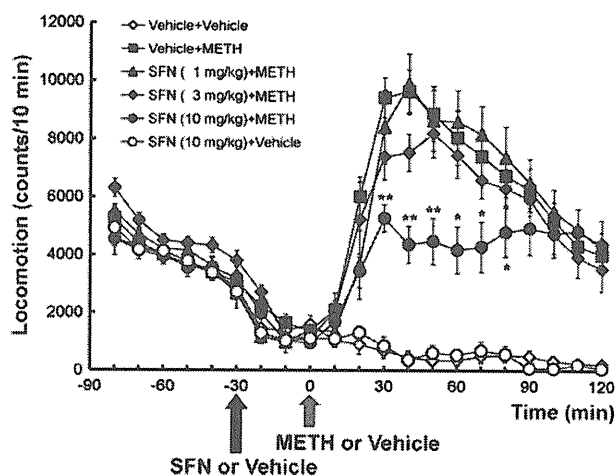 Vehicle+Vehicle
Vehicle+METH
SFN ( 1 mg/kg)+METH
SFN ( 3 mg/kg)+METH
SFN (10 mg/kg)+METH
SFN (10 mg/kg)+Vehicle
Locomotion (counts/10 min)
12000
10000
8000
6000
4000
2000
0
** ** ** * * *
*
-90 -60 -30 0 30 60 90 120
Time (min)
METH or Vehicle
SFN or Vehicle